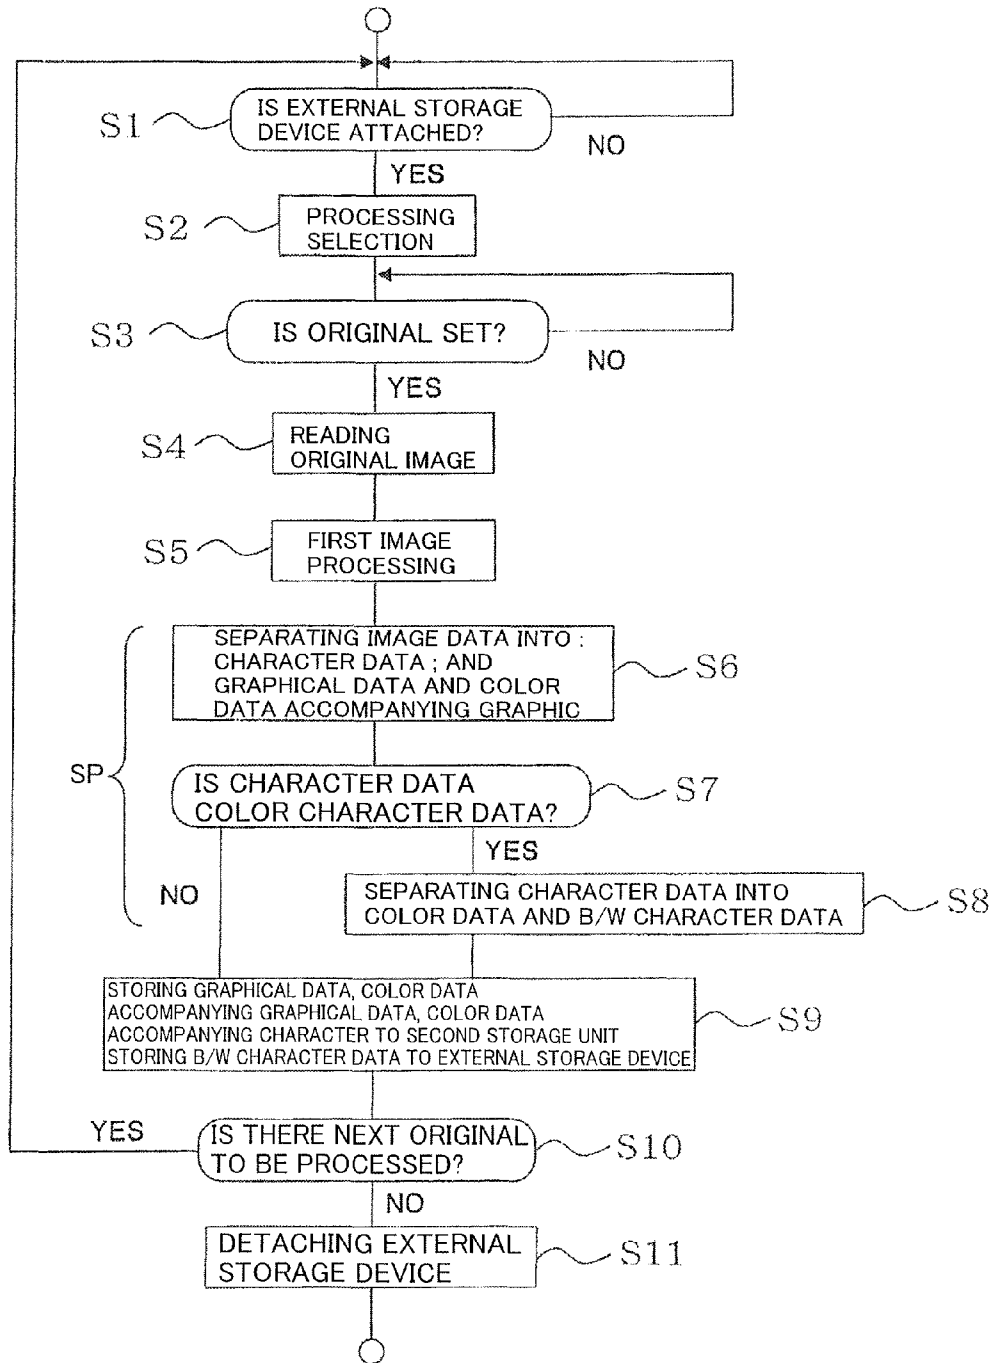 S1
IS EXTERNAL STORAGE
DEVICE ATTACHED?
NO
YES
S2
PROCESSING
SELECTION
S3
IS ORIGINAL SET?
NO
YES
S4
READING
ORIGINAL IMAGE
S5
FIRST IMAGE
PROCESSING
SEPARATING IMAGE DATA INTO :
CHARACTER DATA ; AND
GRAPHICAL DATA AND COLOR
DATA ACCOMPANYING GRAPHIC
S6
SP
IS CHARACTER DATA
COLOR CHARACTER DATA?
S7
YES
NO
SEPARATING CHARACTER DATA INTO
COLOR DATA AND B/W CHARACTER DATA
S8
STORING GRAPHICAL DATA, COLOR DATA
ACCOMPANYING GRAPHICAL DATA, COLOR DATA
ACCOMPANYING CHARACTER TO SECOND STORAGE UNIT
STORING B/W CHARACTER DATA TO EXTERNAL STORAGE DEVICE
S9
YES
IS THERE NEXT ORIGINAL
TO BE PROCESSED?
S10
NO
DETACHING EXTERNAL
STORAGE DEVICE
S11